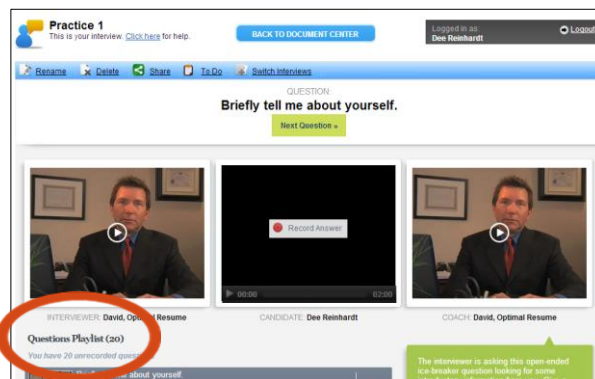 Practice 1
This is your interview. Click here for help.
BACK TO DOCUMENT CENTER
Logged in as:
Dee Reinhardt
Logout
Rename Delete Share To Do Switch Interviews
QUESTION:
Briefly tell me about yourself.
Next Question »
Record Answer
00:00 02:00
INTERVIEWER: David, Optimal Resume
CANDIDATE: Dee Reinhardt
COACH: David, Optimal Resume
Questions Playlist (20)
You have 20 unrecorded
about yourself.
The interviewer is asking this open-ended
ice-breaker question looking for some